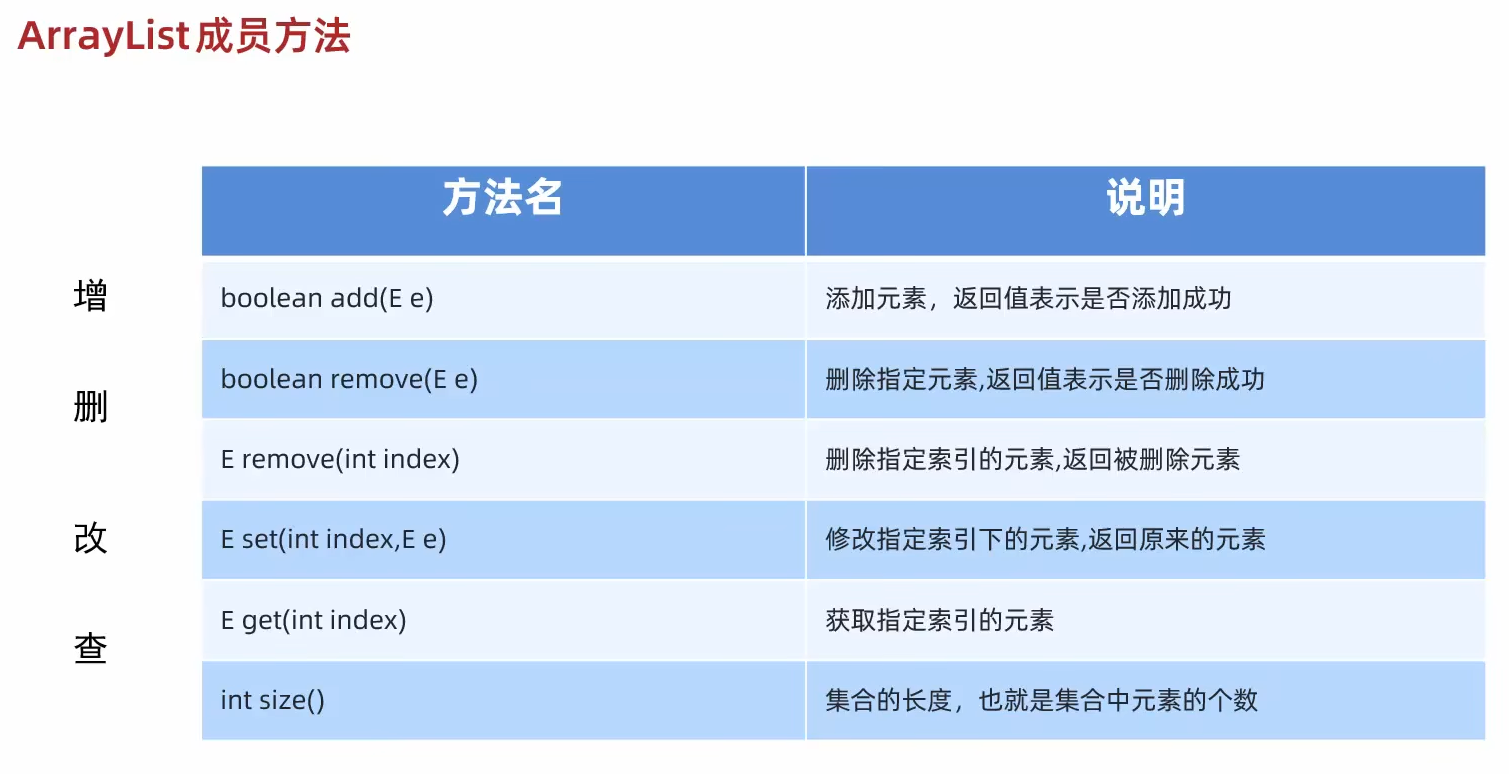 ArrayList成员方法
方法名 说明
增 boolean add(E e) 添加元素，返回值表示是否添加成功
删 boolean remove(E e) 删除指定元素,返回值表示是否删除成功
E remove(int index) 删除指定索引的元素,返回被删除元素
改 E set(int index,E e) 修改指定索引下的元素,返回原来的元素
查 E get(int index) 获取指定索引的元素
int size() 集合的长度，也就是集合中元素的个数